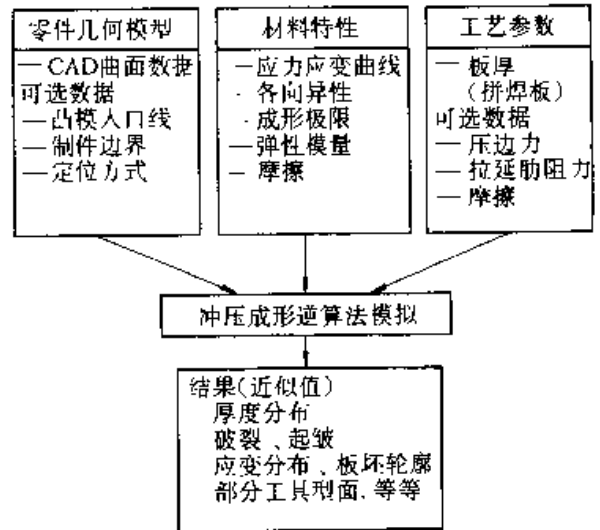 零件几何模型
—CAD曲面数据
可选数据
—凸模入口线
—制件边界
—定位方式
材料特性
—应力应变曲线
- 各向异性
- 成形极限
—弹性模量
— 摩擦
工艺参数
— 板厚
（拼焊板）
可选数据
— 压边力
— 拉延肋阻力
— 摩擦
冲压成形逆算法模拟
结果(近似值)
厚度分布
破裂、起皱
应变分布、板坯轮廓
部分工具型面, 等等